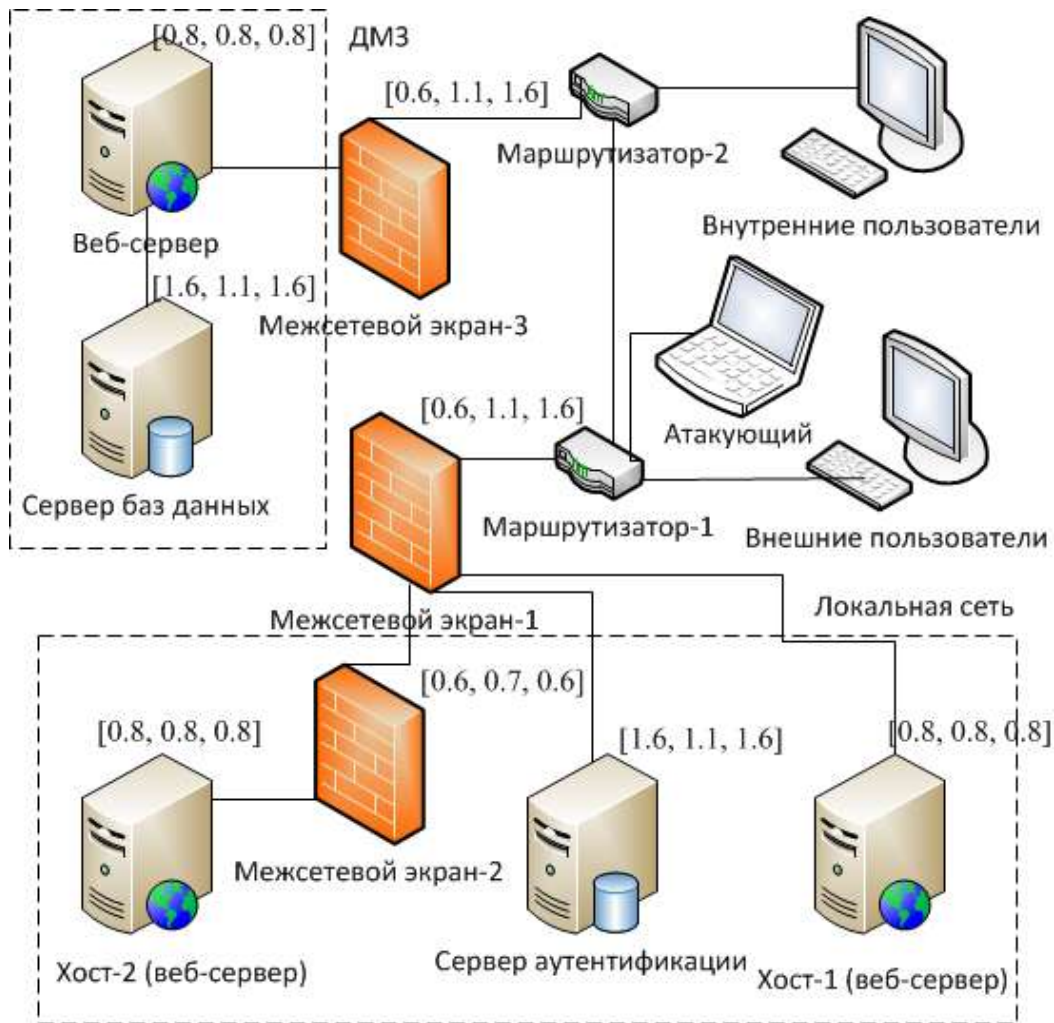 [0.8, 0.8, 0.8]
ДМЗ
[0.6, 1.1, 1.6]
Маршрутизатор-2
Внутренние пользователи
Веб-сервер
[1.6, 1.1, 1.6]
Межсетевой экран-3
[0.6, 1.1, 1.6]
Атакующий
Сервер баз данных
Маршрутизатор-1
Внешние пользователи
Локальная сеть
Межсетевой экран-1
[0.6, 0.7, 0.6]
[0.8, 0.8, 0.8]
[1.6, 1.1, 1.6]
[0.8, 0.8, 0.8]
Межсетевой экран-2
Хост-2 (веб-сервер)
Сервер аутентификации
Хост-1 (веб-сервер)